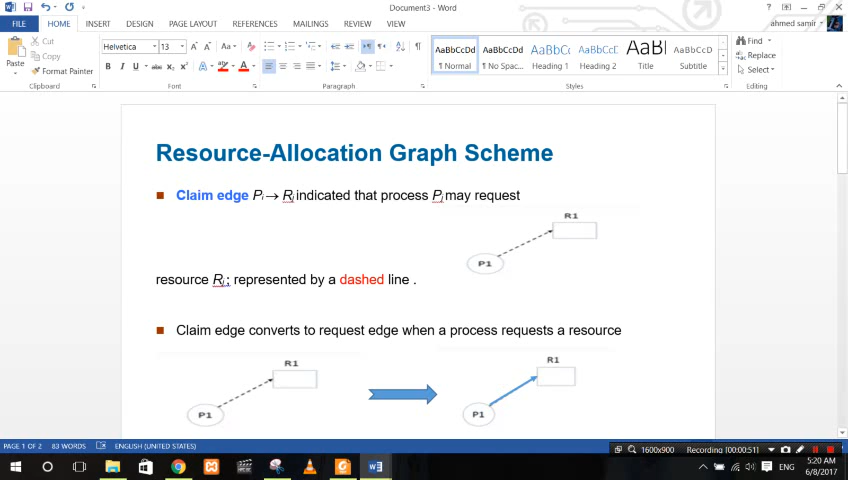 Document3 - Word
ahmed samir
FILE HOME INSERT DESIGN PAGE LAYOUT REFERENCES MAILINGS REVIEW VIEW
Paste
Cut
Copy
Format Painter
Clipboard
Helvetica 13
Font
Paragraph
AaBbCcDd AaBbCcDd AaBbCc AaBbCcC AaBl AaBbCcD
¶ Normal ¶ No Spac... Heading 1 Heading 2 Title Subtitle
Styles
Find
Replace
Select
Editing
Resource-Allocation Graph Scheme
Claim edge Pi → Rj indicated that process Pj may request
R1
P1
resource Rj; represented by a dashed line .
Claim edge converts to request edge when a process requests a resource
R1
P1
R1
P1
PAGE 1 OF 2 83 WORDS ENGLISH (UNITED STATES)
1600x900 Recording [00:00:51]
ENG
5:20 AM
6/8/2017